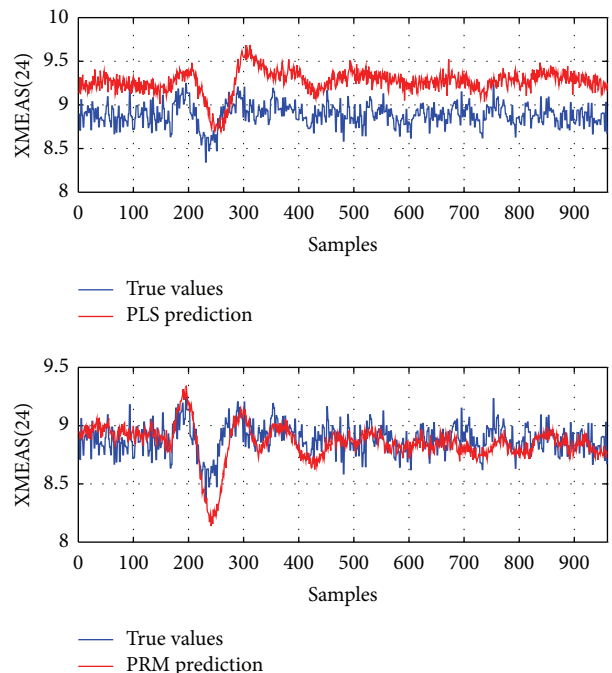 10
9.5
9
8.5
8
XMEAS(24)
0 100 200 300 400 500 600 700 800 900
Samples
True values
PLS prediction
9.5
9
8.5
8
XMEAS(24)
0 100 200 300 400 500 600 700 800 900
Samples
True values
PRM prediction